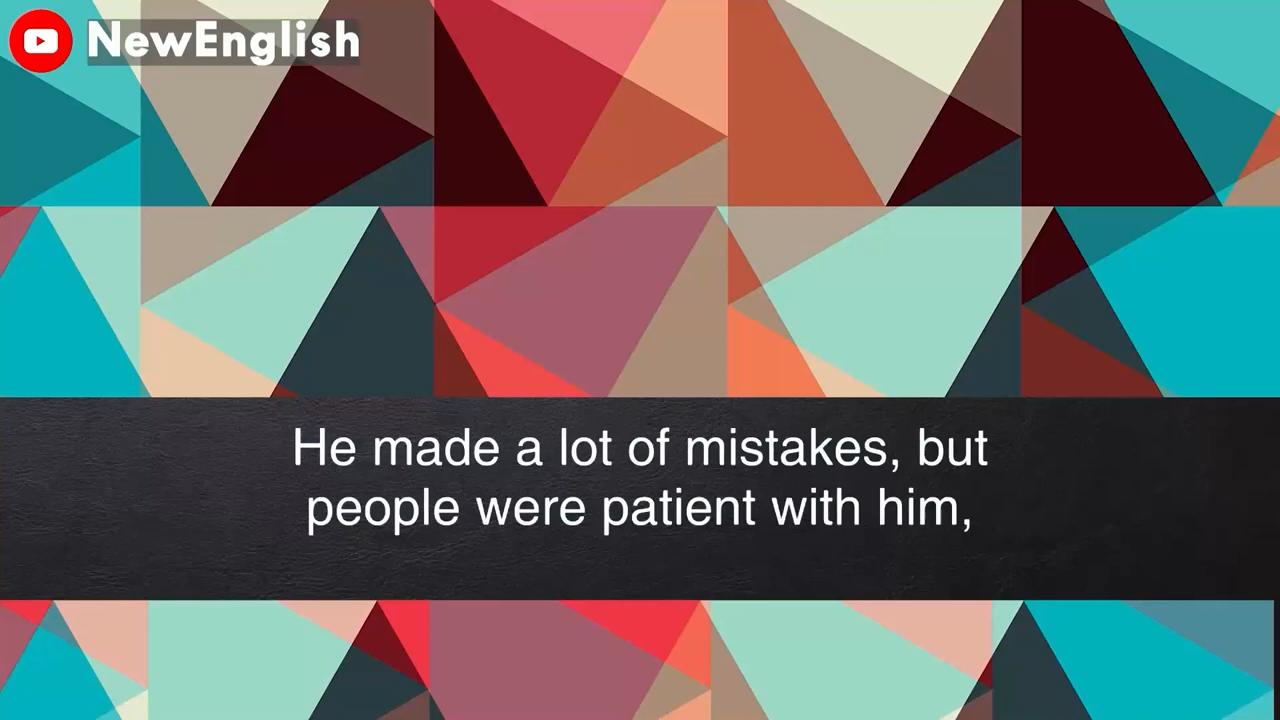 NewEnglish
He made a lot of mistakes, but
people were patient with him,